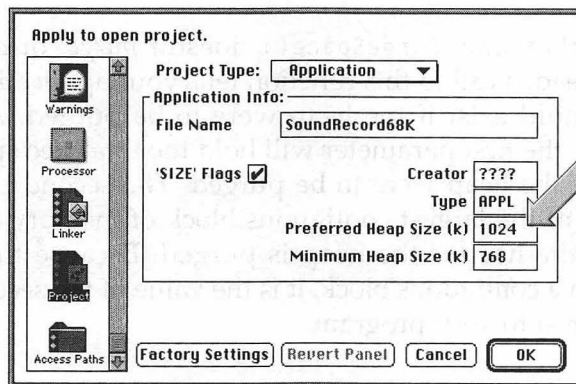 Apply to open project.
Warnings
Processor
Linker
Project
Access Paths
Project Type: Application
Application Info:
File Name SoundRecord68K
'SIZE' Flags
Creator ????
Type APPL
Preferred Heap Size (k) 1024
Minimum Heap Size (k) 768
Factory Settings Revert Panel Cancel OK